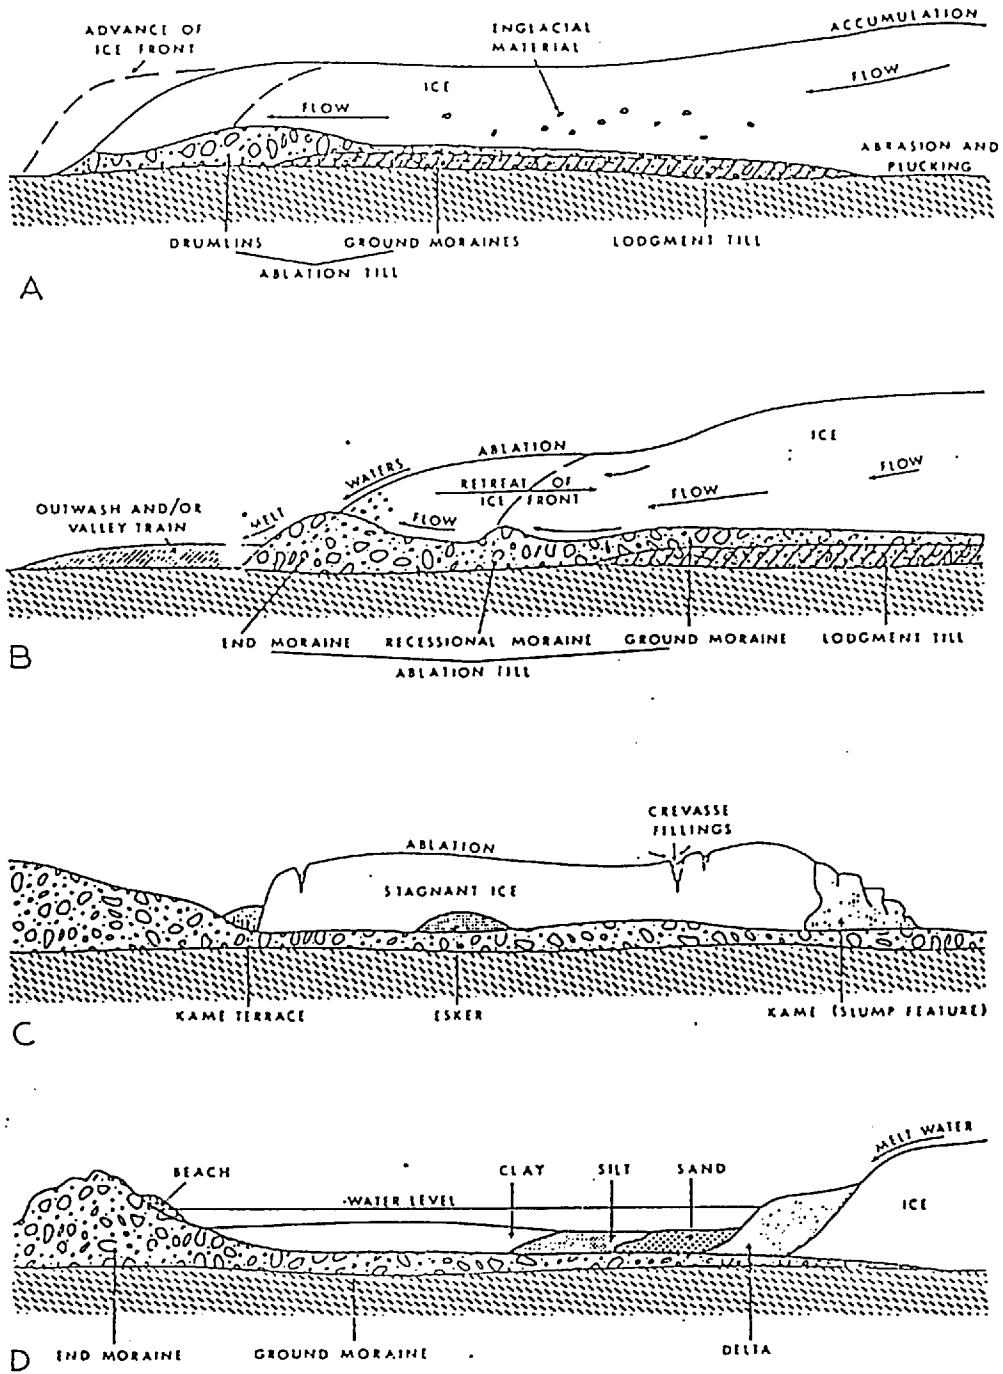 ADVANCE OF
ICE FRONT
ENGLACIAL
MATERIAL
ACCUMULATION
ICE
FLOW
FLOW
ABRASION AND
PLUCKING
DRUMLINS
GROUND MORAINES
LODGMENT TILL
ABLATION TILL
A
ICE
ABLATION
WATERS
RETREAT OF
ICE FRONT
FLOW
FLOW
OUTWASH AND/OR
VALLEY TRAIN
MELT
FLOW
END MORAINE
RECESSIONAL MORAINE
GROUND MORAINE
LODGMENT TILL
ABLATION TILL
B
CREVASSE
FILLINGS
ABLATION
STAGNANT ICE
KAME TERRACE
ESKER
KAME (SLUMP FEATURE)
C
MELT WATER
BEACH
CLAY
SILT
SAND
WATER LEVEL
ICE
END MORAINE
GROUND MORAINE
DELTA
D